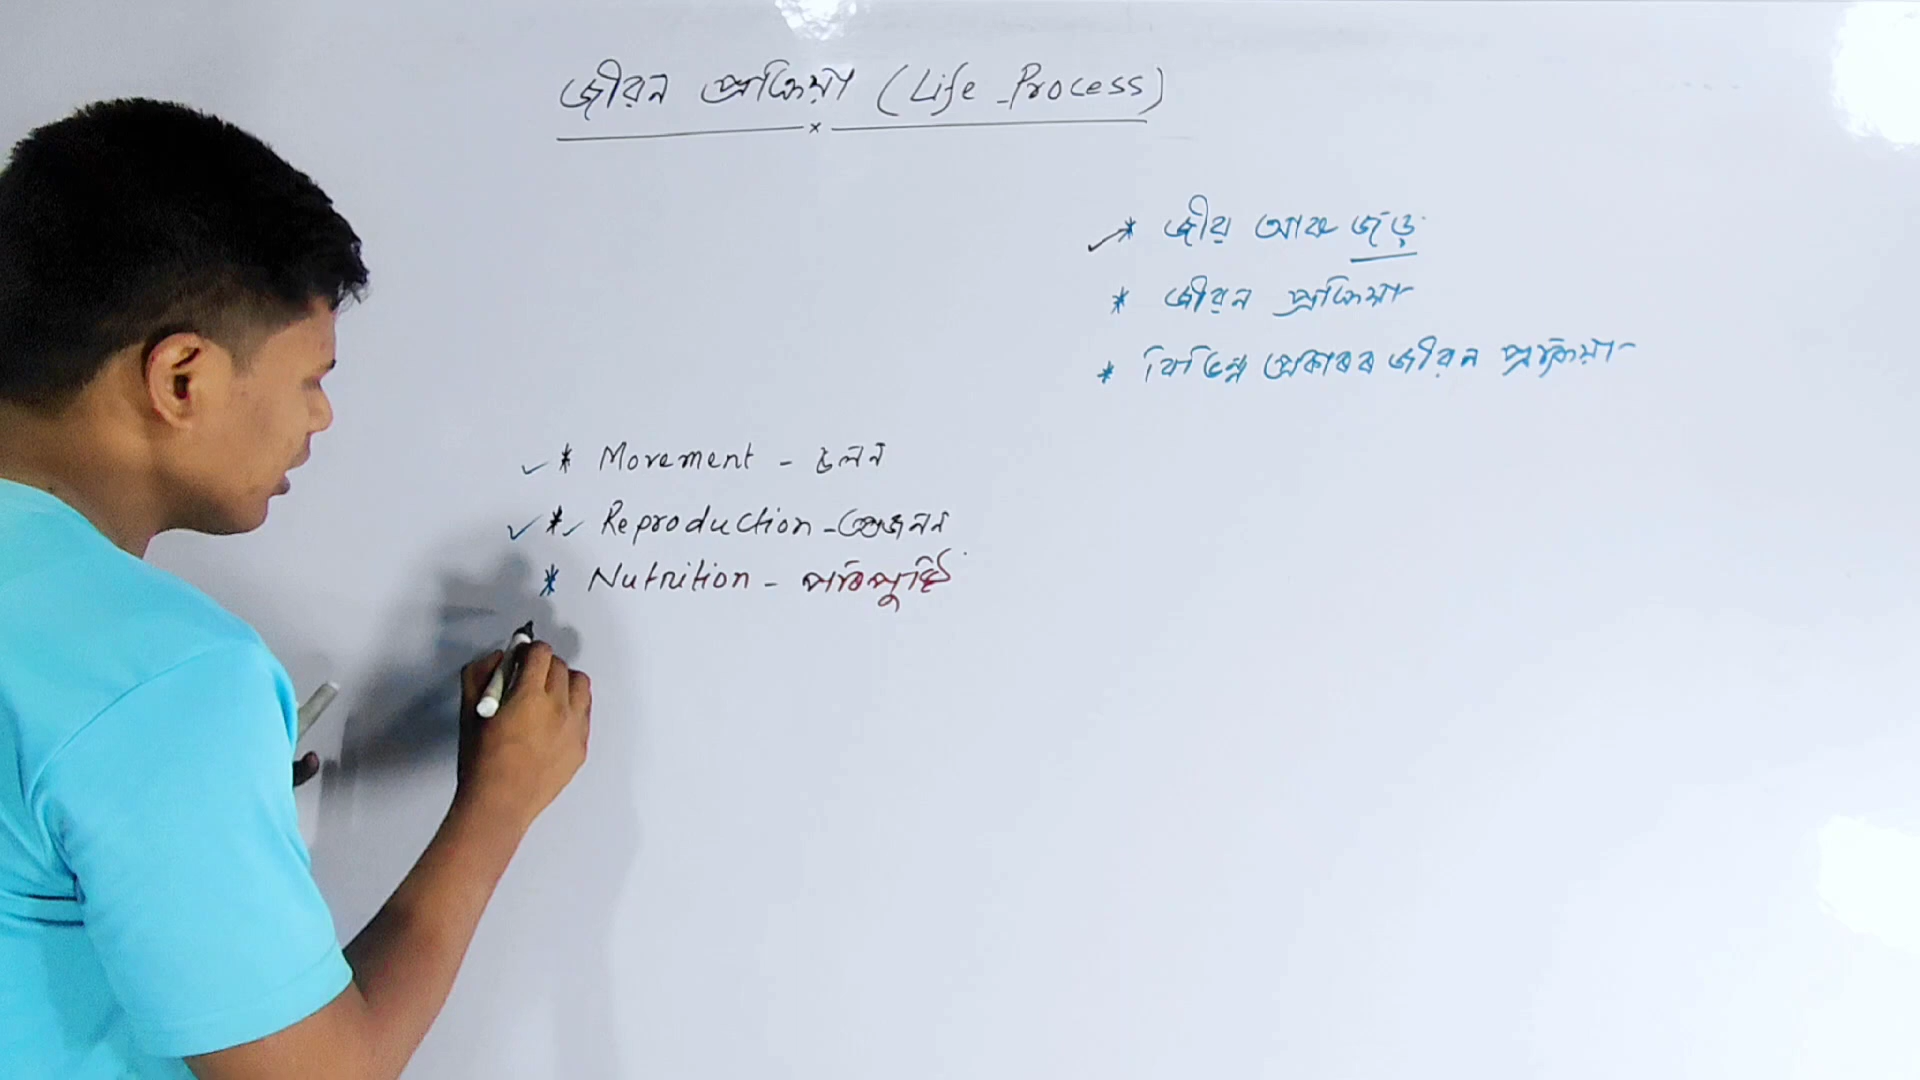 জীৱন প্ৰক্ৰিয়া (Life Process)
* জীৱ আৰু জড়
* জীৱন প্ৰক্ৰিয়া
* বিভিন্ন প্ৰকাৰৰ জীৱন প্ৰক্ৰিয়া
* Movement - চলন
* Reproduction - প্ৰজনন
* Nutrition - পৰিপুষ্টি